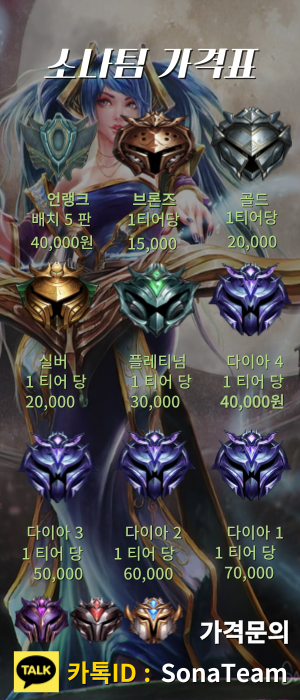 소나팀 가격표
언랭크 브론즈 골드
배치 5 판 1티어당 1티어당
40,000원 15,000 20,000
실버 플레티넘 다이아 4
1 티어 당 1 티어 당 1 티어 당
20,000 30,000 40,000원
다이아 3 다이아 2 다이아 1
1 티어 당 1 티어 당 1 티어 당
50,000 60,000 70,000
가격문의
TALK 카톡ID : SonaTeam